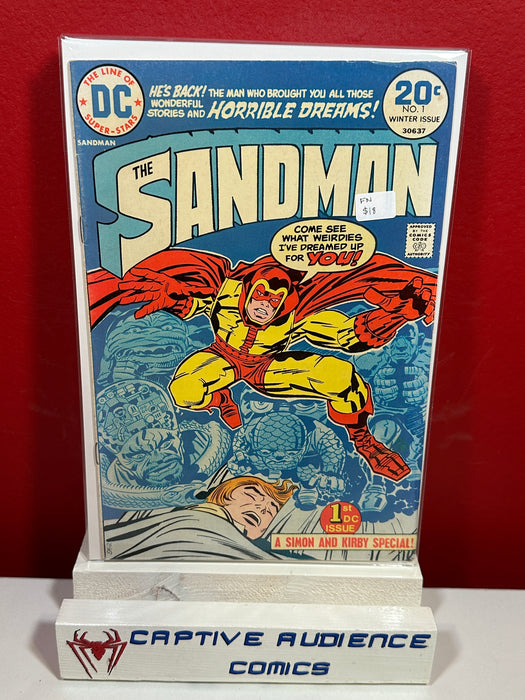 THE LINE OF
DC
SUPER-STARS
SANDMAN
HE'S BACK! THE MAN WHO BROUGHT YOU ALL THOSE
WONDERFUL
STORIES AND HORRIBLE DREAMS!
20¢
NO. 1
WINTER ISSUE
30637
THE
SANDMAN
FN
$18
COME SEE
WHAT WEIRDIES
I'VE DREAMED UP
FOR YOU!
APPROVED
BY THE
COMICS
CODE
AUTHORITY
1st
DC
ISSUE
A SIMON AND KIRBY SPECIAL!
CAPTIVE AUDIENCE
COMICS